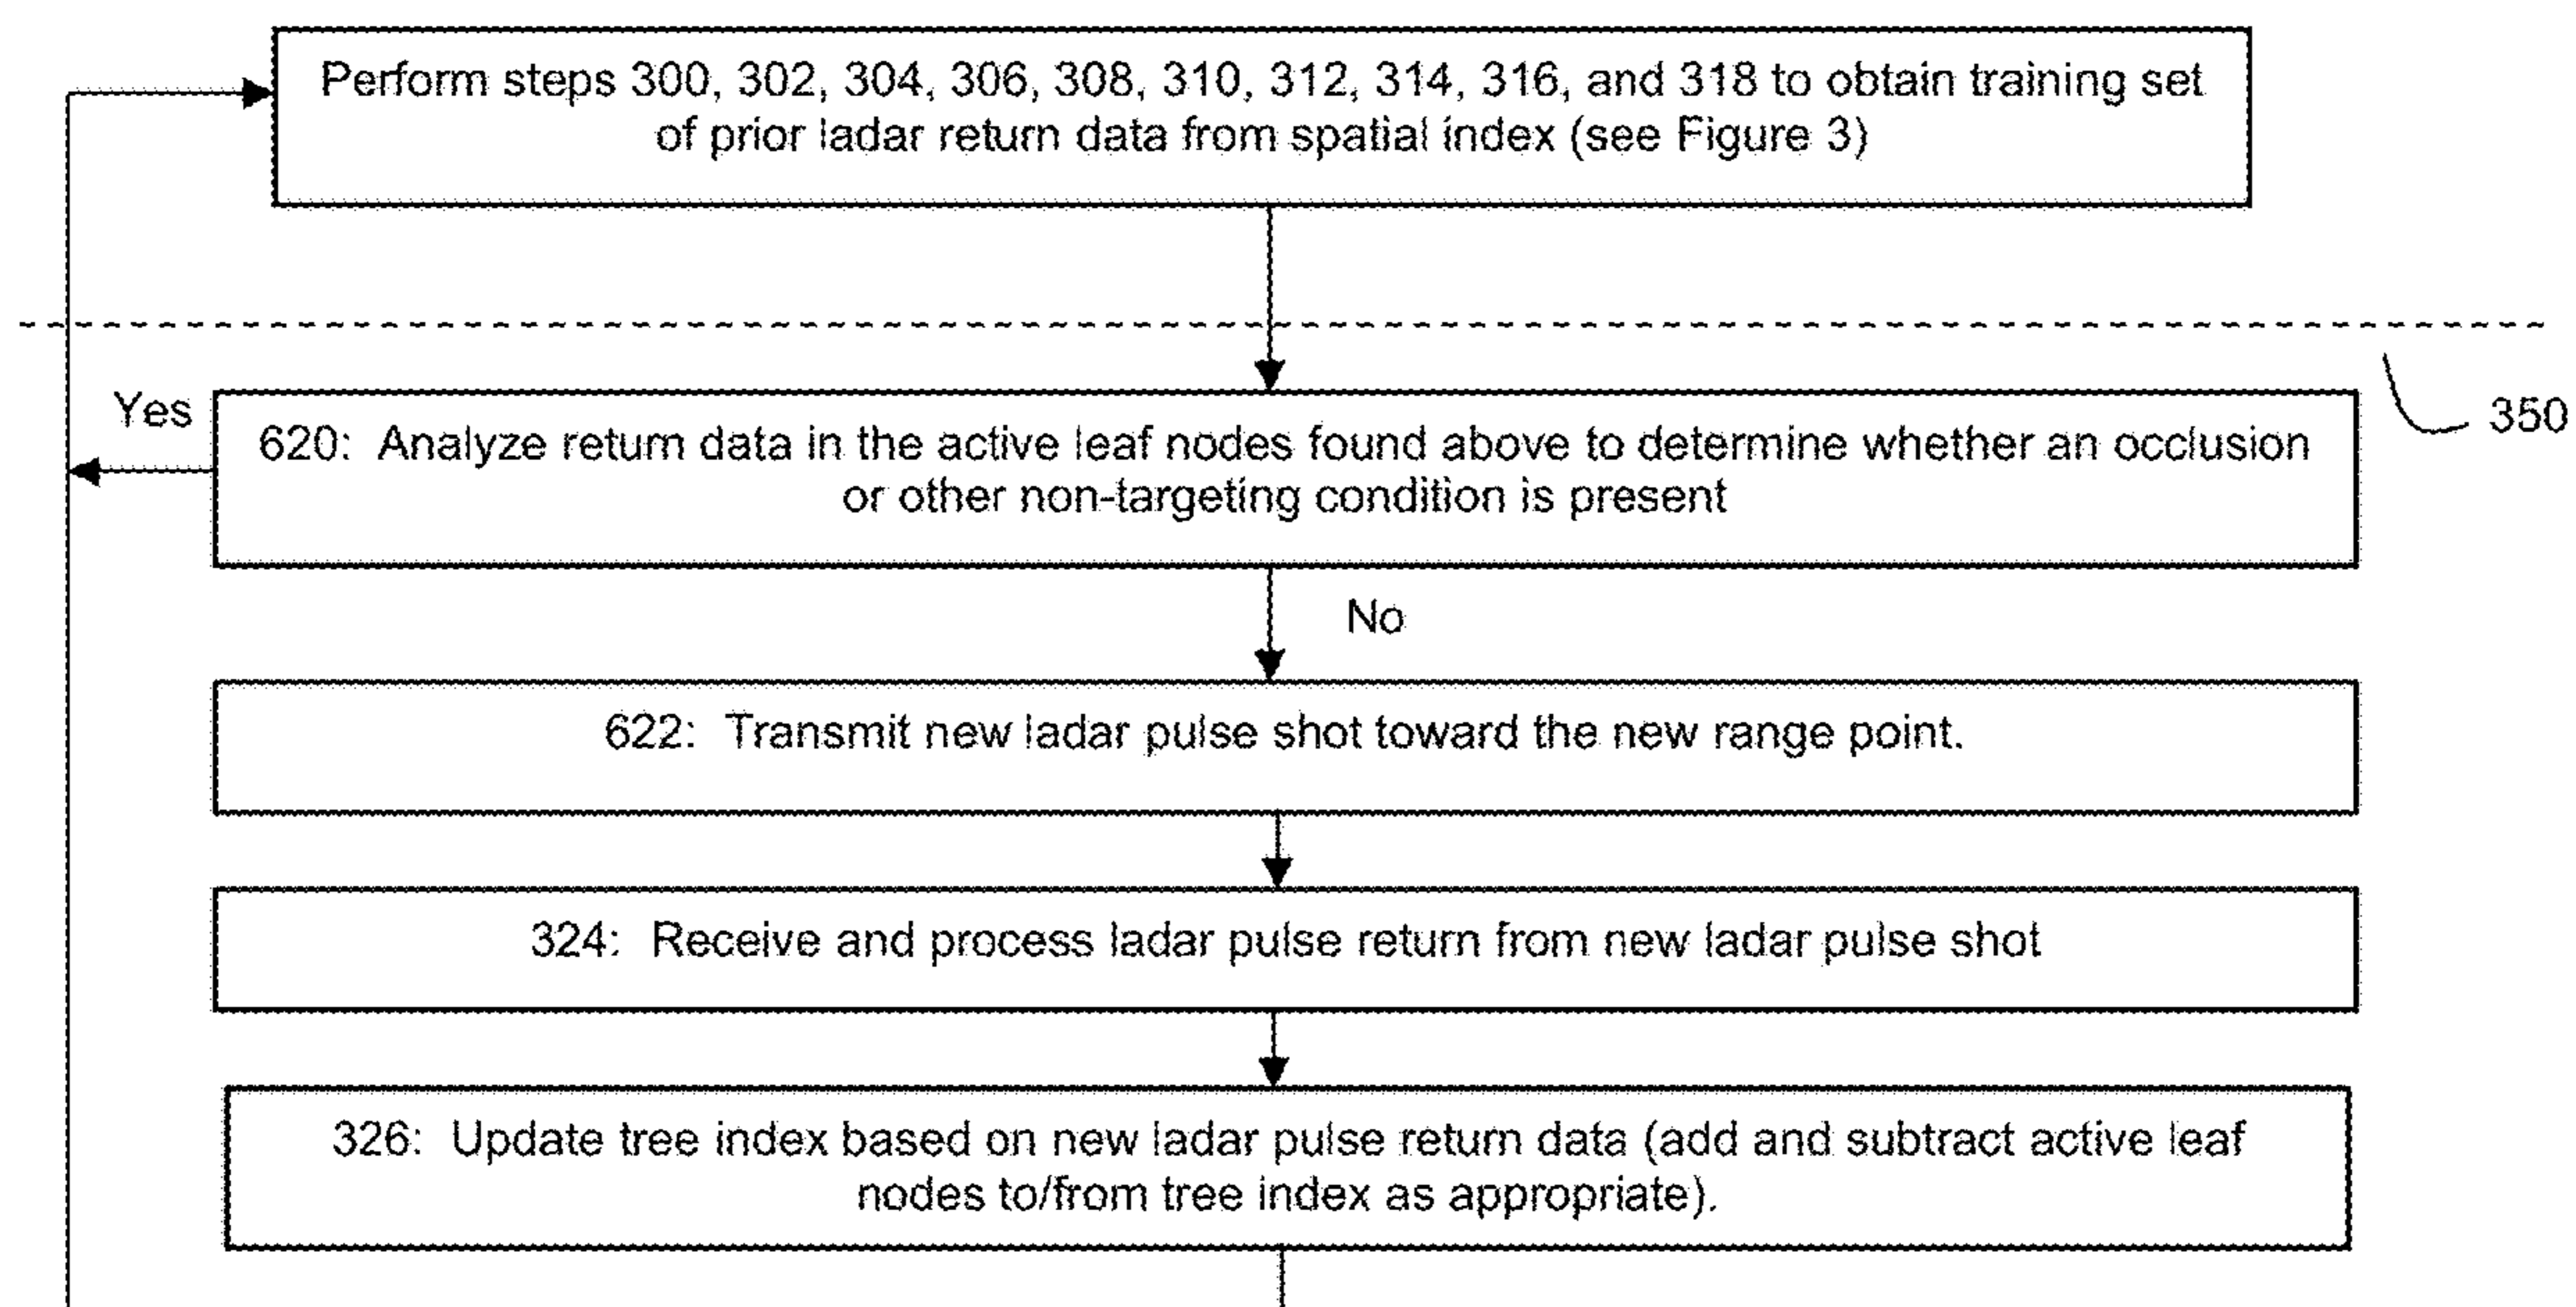 Perform steps 300, 302, 304, 306, 308, 310, 312, 314, 316, and 318 to obtain training set
of prior ladar return data from spatial index (see Figure 3)
Yes
350
620: Analyze return data in the active leaf nodes found above to determine whether an occlusion
or other non-targeting condition is present
No
622: Transmit new ladar pulse shot toward the new range point.
324: Receive and process ladar pulse return from new ladar pulse shot
326: Update tree index based on new ladar pulse return data (add and subtract active leaf
nodes to/from tree index as appropriate).